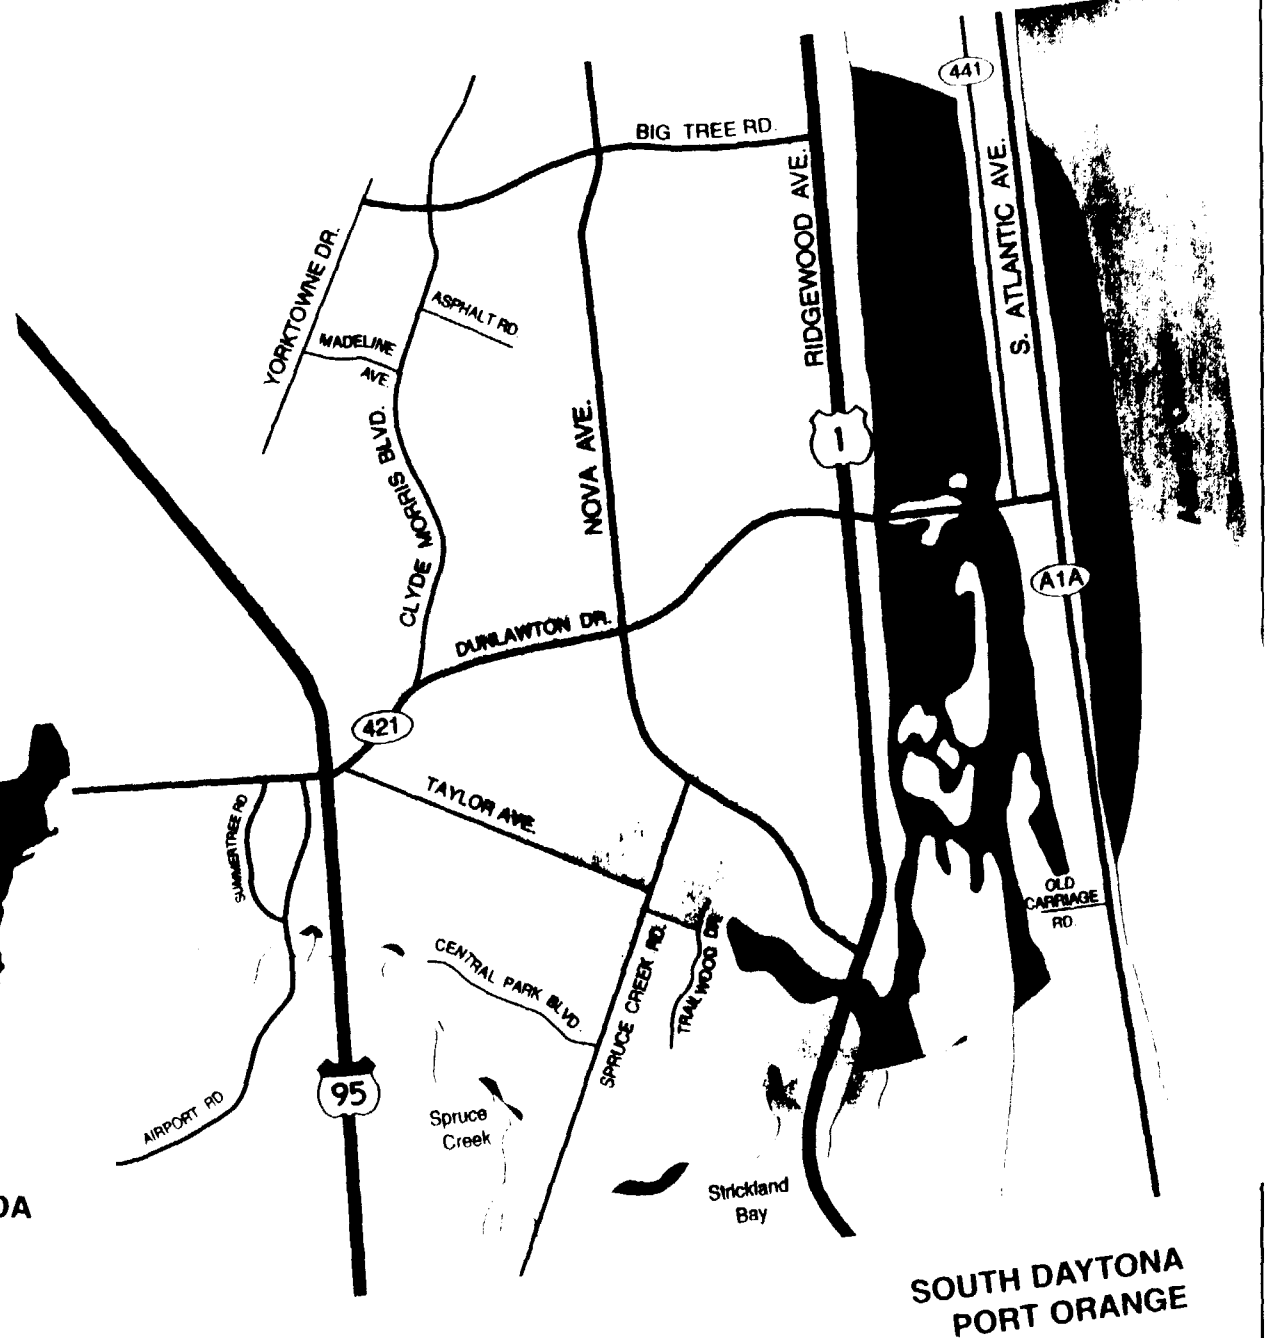 441
BIG TREE RD.
RIDGEWOOD AVE.
S. ATLANTIC AVE.
YORKTOWNE DR.
ASPHALT RD
MADELINE
AVE.
CLYDE MORRIS BLVD.
NOVA AVE.
1
A1A
DUNLAWTON DR.
421
TAYLOR AVE.
SUMMERTREE RD
OLD
CARRIAGE
RD.
CENTRAL PARK BLVD.
SPRUCE CREEK RD.
TRAILWOOD DR.
95
AIRPORT RD
Spruce
Creek
Strickland
Bay
DA
SOUTH DAYTONA
PORT ORANGE